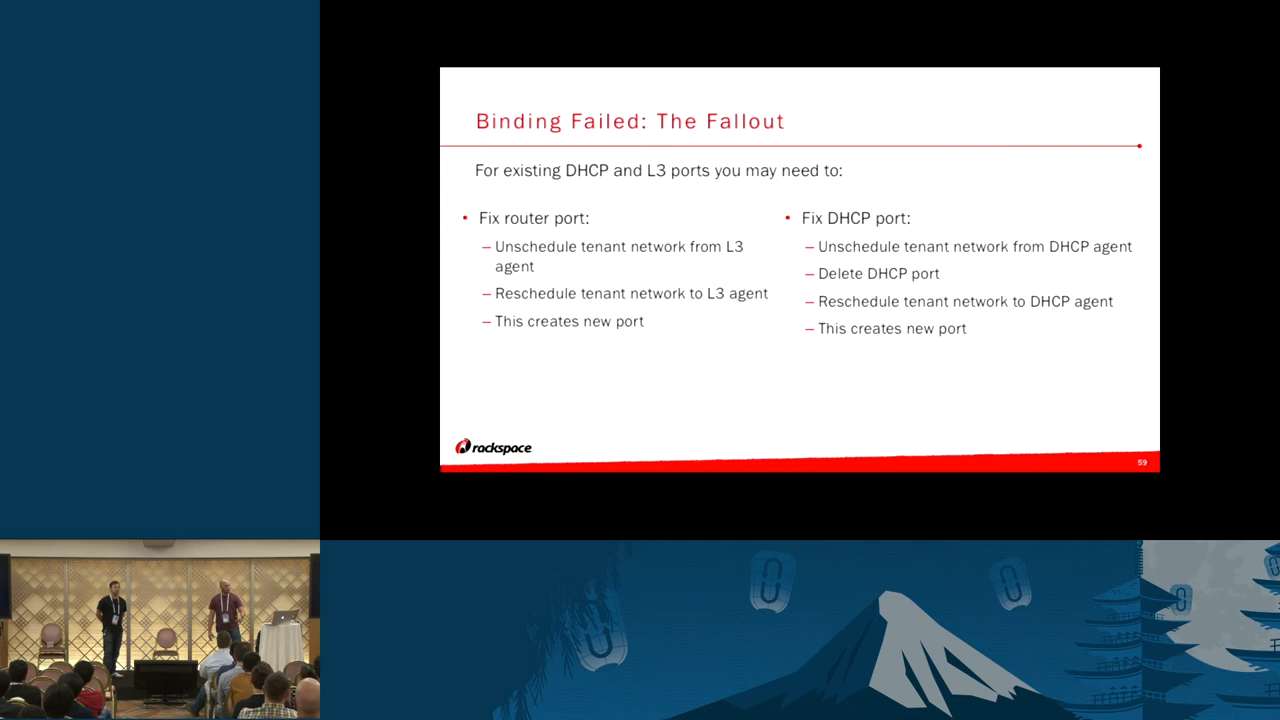 Binding Failed: The Fallout
For existing DHCP and L3 ports you may need to:
• Fix router port:
– Unschedule tenant network from L3
agent
– Reschedule tenant network to L3 agent
– This creates new port
• Fix DHCP port:
– Unschedule tenant network from DHCP agent
– Delete DHCP port
– Reschedule tenant network to DHCP agent
– This creates new port
rackspace
59